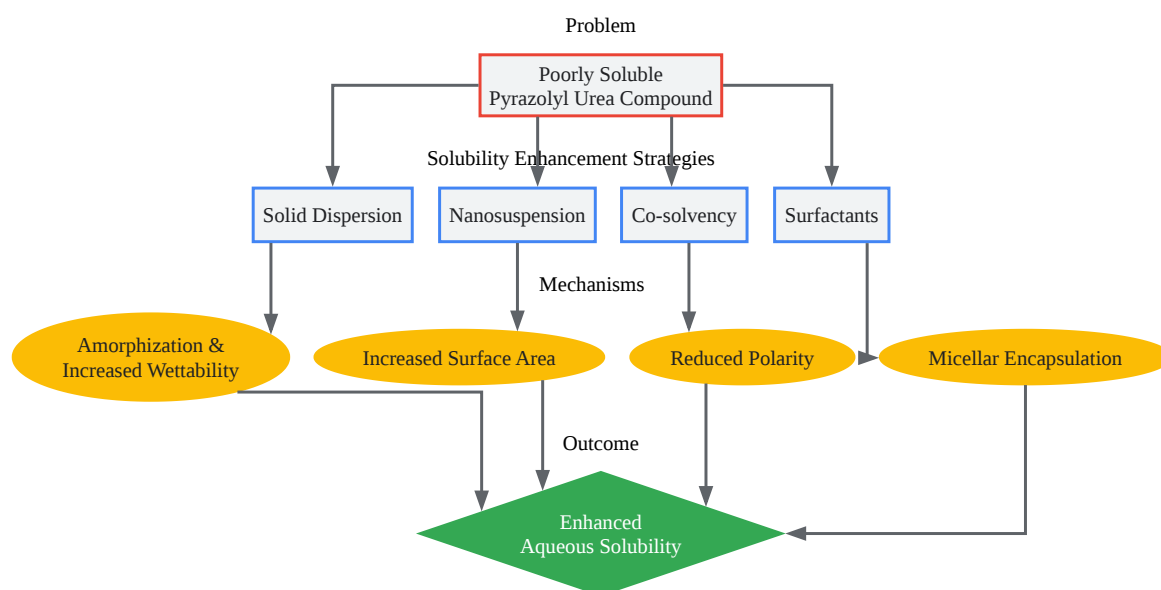 Problem
Poorly Soluble
Pyrazolyl Urea Compound
Solubility Enhancement Strategies
Solid Dispersion
Nanosuspension
Co-solvency
Surfactants
Mechanisms
Amorphization &
Increased Wettability
Increased Surface Area
Reduced Polarity
Micellar Encapsulation
Outcome
Enhanced
Aqueous Solubility